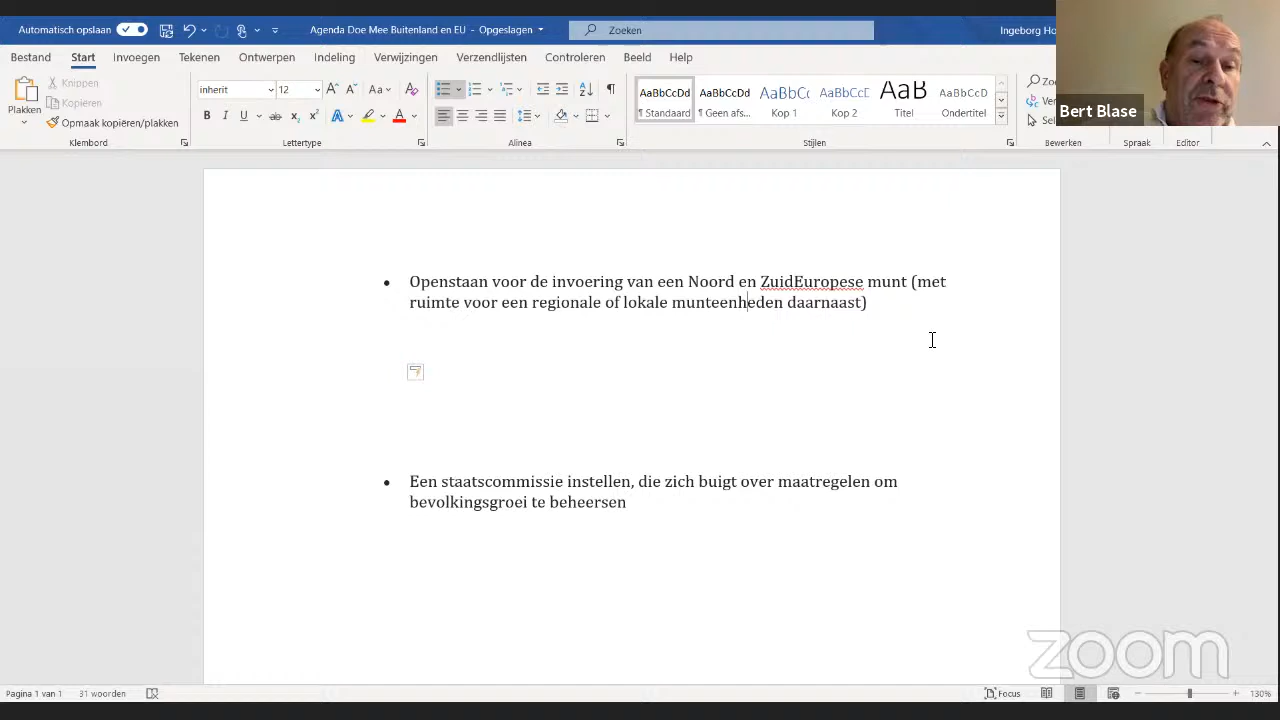 Automatisch opslaan
Agenda Doe Mee Buitenland en EU - Opgeslagen
Zoeken
Ingeborg Ho
Bestand Start Invoegen Tekenen Ontwerpen Indeling Verwijzingen Verzendlijsten Controleren Beeld Help
Plakken
Knippen
Kopiëren
Opmaak kopiëren/plakken
Klembord
inherit 12
Lettertype
Alinea
AaBbCcDd AaBbCcDd AaBbCc AaBbCcD AaB AaBbCcD
¶ Standaard ¶ Geen afs... Kop 1 Kop 2 Titel Ondertitel
Stijlen
Bewerken
Spraak
Editor
Bert Blase
• Openstaan voor de invoering van een Noord en ZuidEuropese munt (met
ruimte voor een regionale of lokale munteenheden daarnaast)
• Een staatscommissie instellen, die zich buigt over maatregelen om
bevolkingsgroei te beheersen
zoom
Pagina 1 van 1 31 woorden
Focus
130%